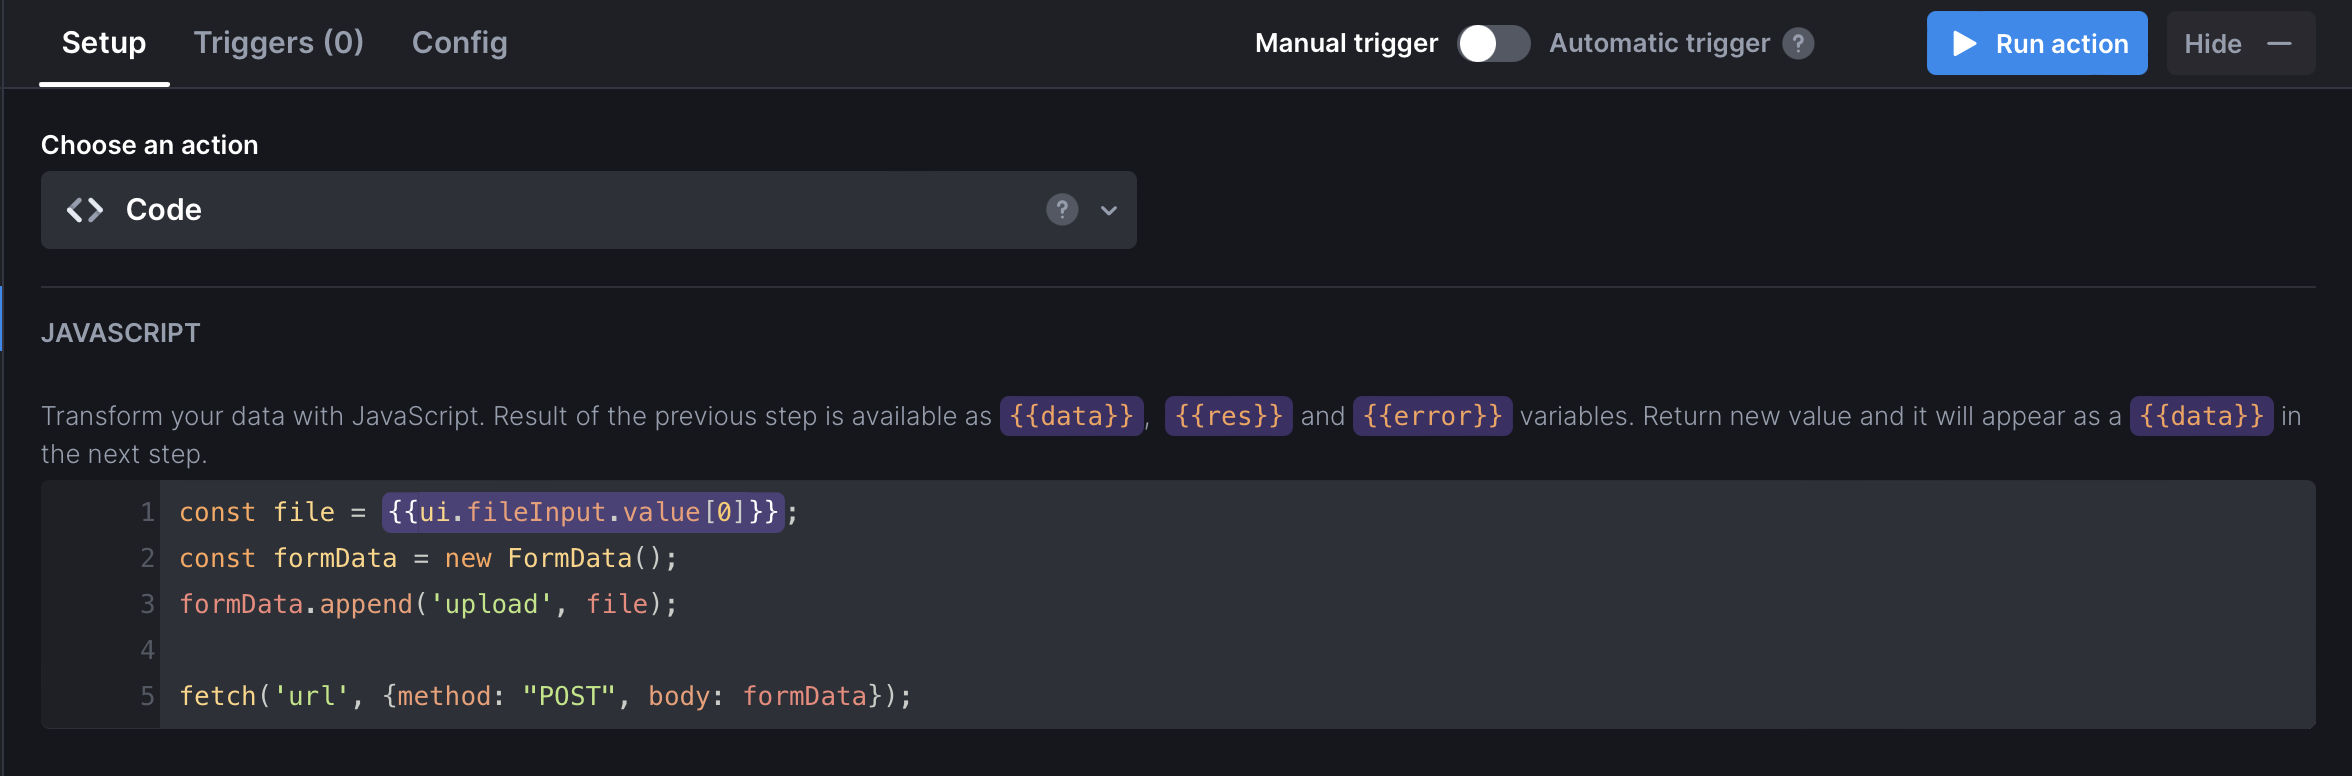 Setup Triggers (0) Config Manual trigger Automatic trigger ? Run action Hide
Choose an action
Code ?
JAVASCRIPT
Transform your data with JavaScript. Result of the previous step is available as {{data}}, {{res}} and {{error}} variables. Return new value and it will appear as a {{data}} in
the next step.
1 const file = {{ui.fileInput.value[0]}};
2 const formData = new FormData();
3 formData.append('upload', file);
4
5 fetch('url', {method: "POST", body: formData});